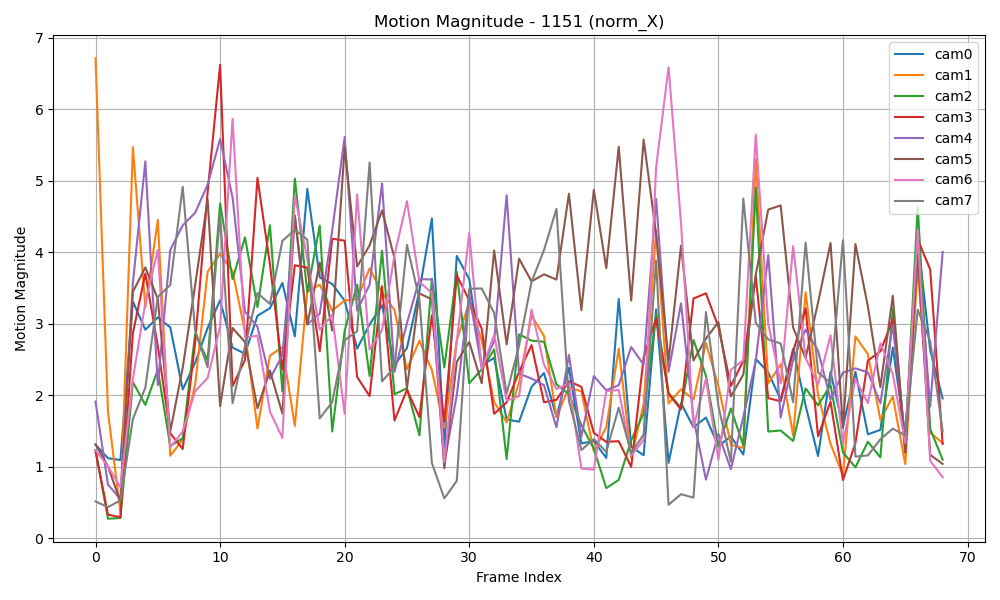 Motion Magnitude - 1151 (norm_X)
Motion Magnitude
7
6
5
4
3
2
1
0
0 10 20 30 40 50 60 70
Frame Index
cam0
cam1
cam2
cam3
cam4
cam5
cam6
cam7